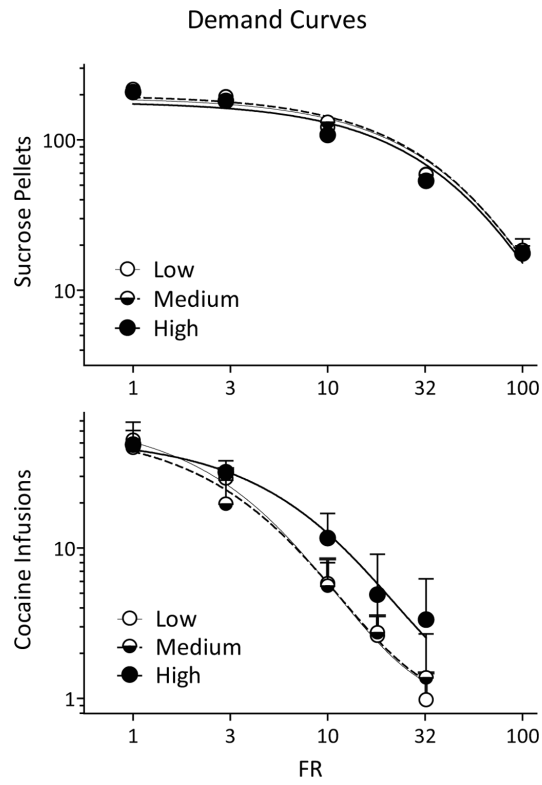 Demand Curves
Sucrose Pellets
100
10
Low
Medium
High
1 3 10 32 100
Cocaine Infusions
10
1
Low
Medium
High
1 3 10 32 100
FR